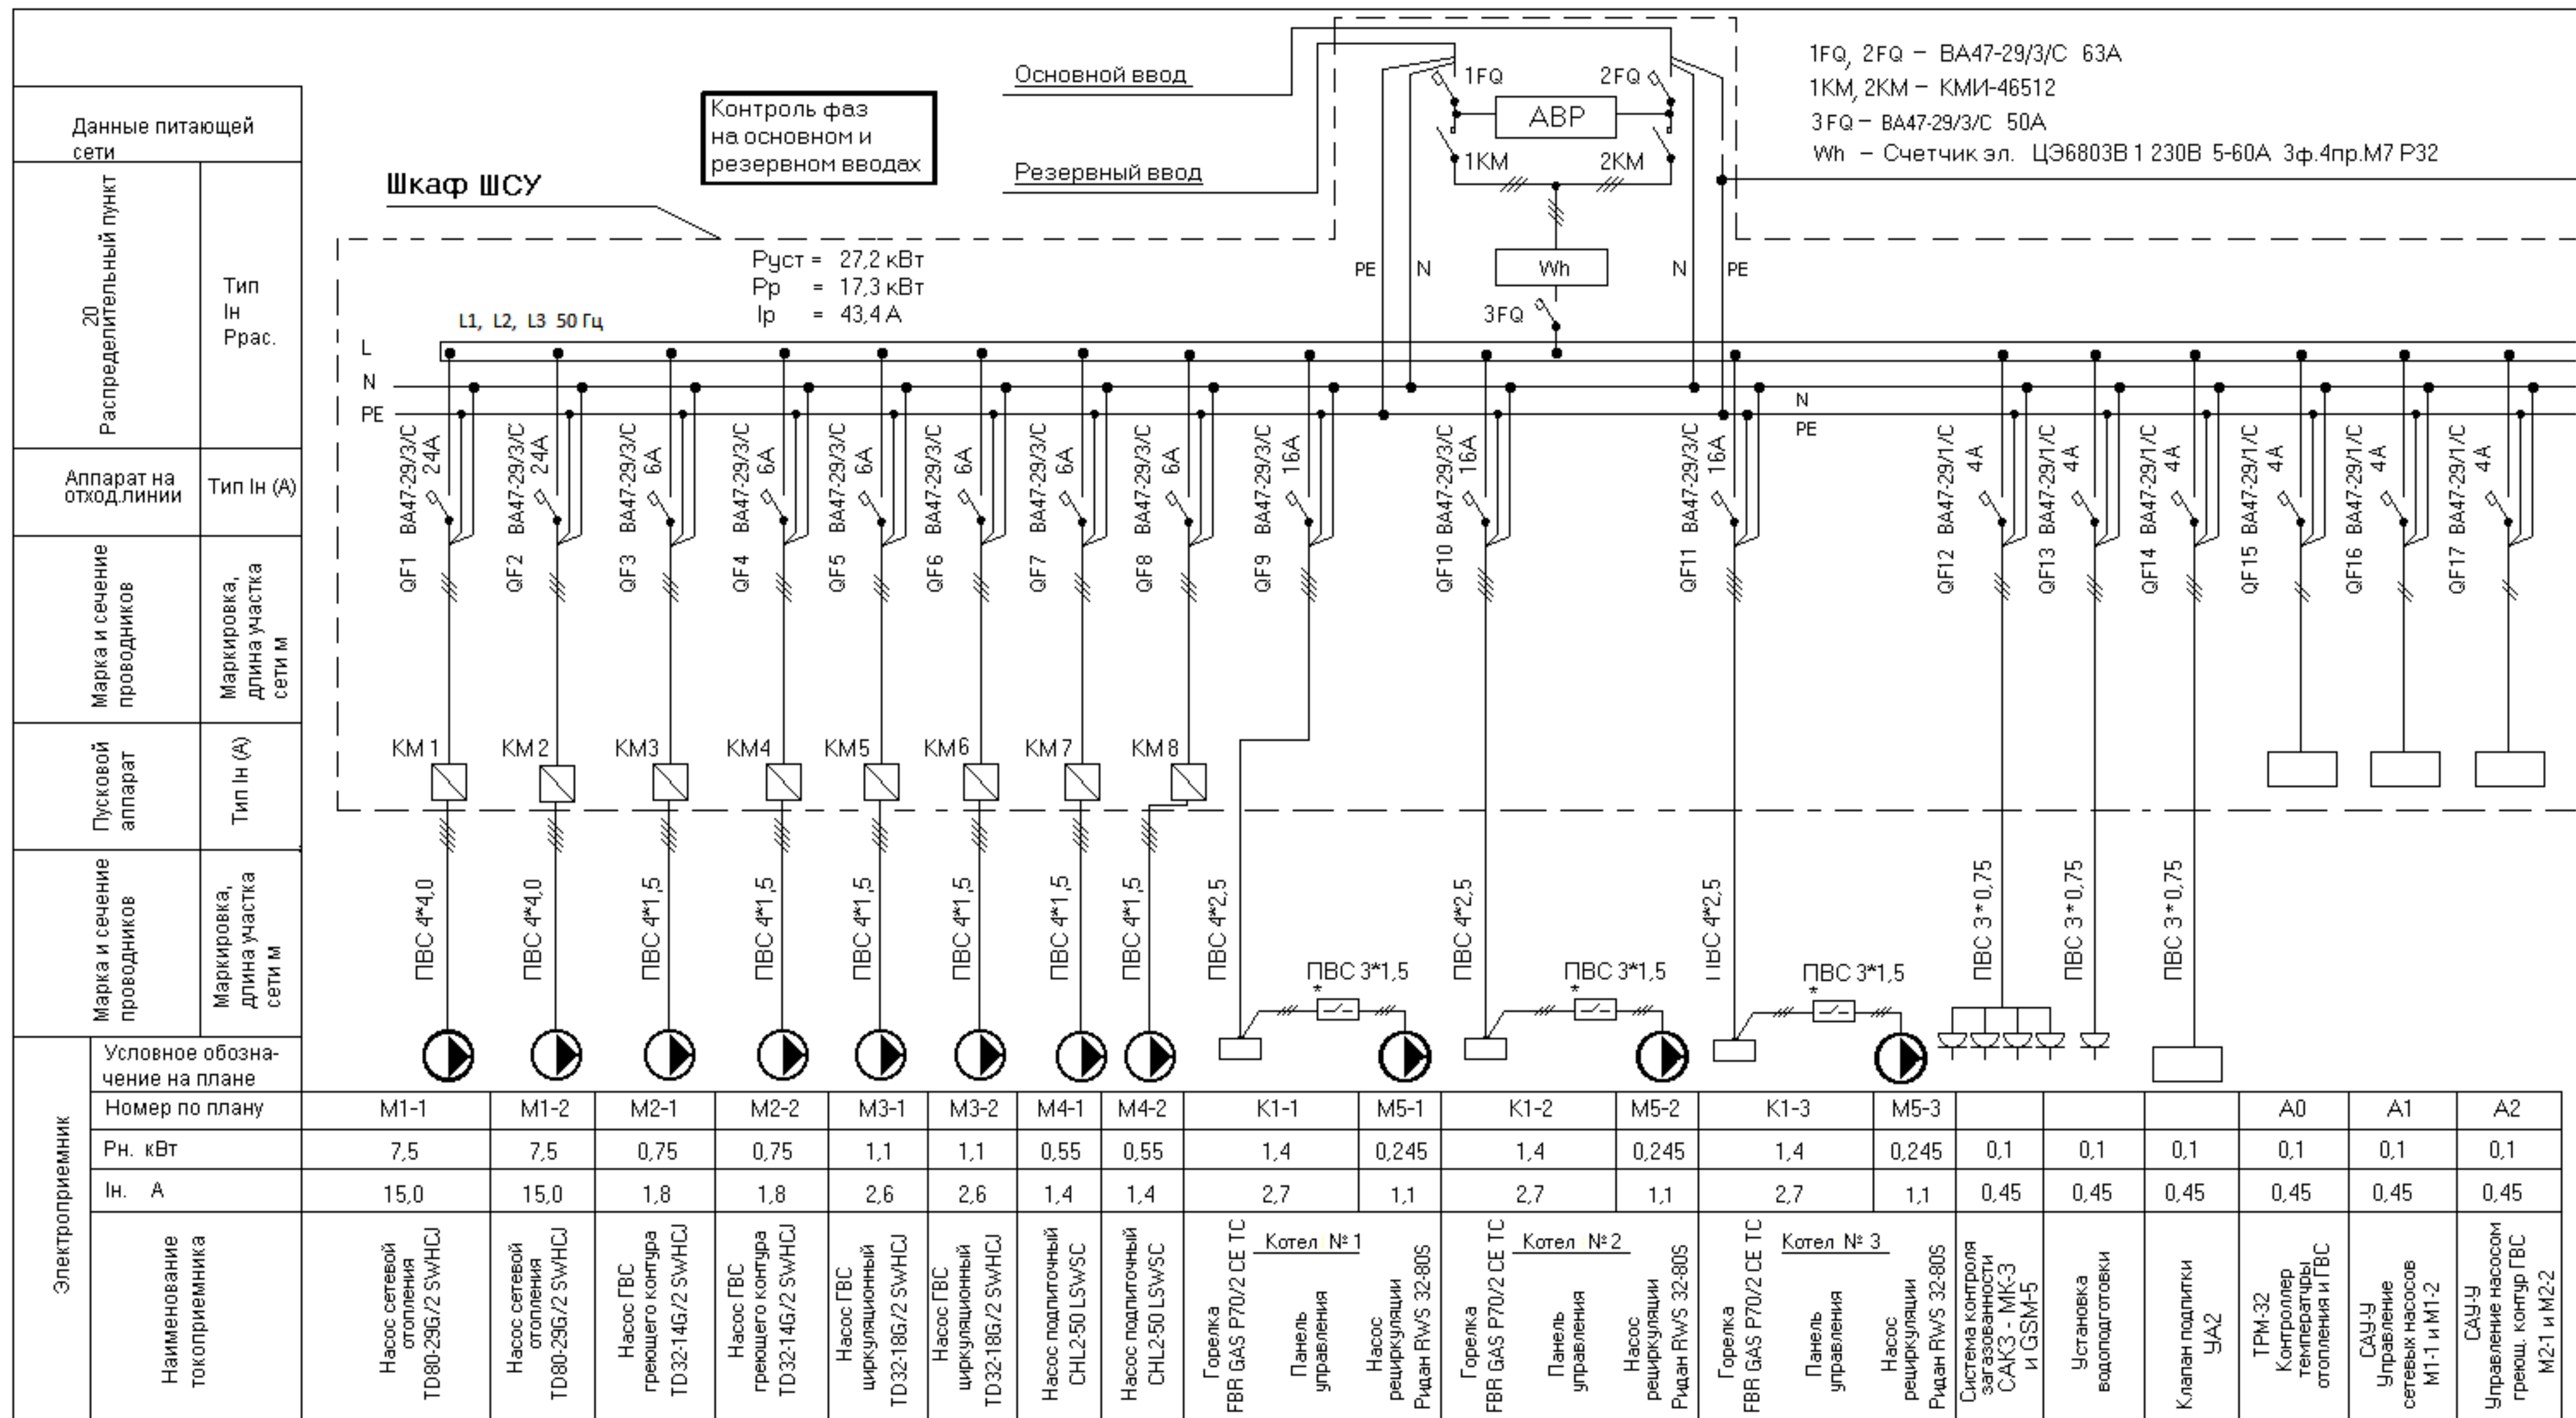 Основной ввод
Резервный ввод
Контроль фаз
на основном и
резервном вводах
Шкаф ШСУ
1FQ
2FQ
АВР
1KM
2KM
Wh
3FQ
PE
N
N
PE
1FQ, 2FQ – ВА47-29/3/С 63А
1KM, 2KM – КМИ-46512
3FQ – ВА47-29/3/С 50А
Wh – Счетчик эл. ЦЭ6803В 1 230В 5-60А 3ф.4пр.М7 Р32
Руст = 27,2 кВт
Рр = 17,3 кВт
Iр = 43,4 А
L1, L2, L3 50 Гц
L
N
PE
N
PE
Данные питающей
сети
20
Распределительный пункт
Тип
Iн
Ррас.
Аппарат на
отход.линии
Тип Iн (А)
Марка и сечение
проводников
Маркировка,
длина участка
сети м
Пусковой
аппарат
Тип Iн (А)
Марка и сечение
проводников
Маркировка,
длина участка
сети м
QF1 ВА47-29/3/С
24А
QF2 ВА47-29/3/С
24А
QF3 ВА47-29/3/С
6А
QF4 ВА47-29/3/С
6А
QF5 ВА47-29/3/С
6А
QF6 ВА47-29/3/С
6А
QF7 ВА47-29/3/С
6А
QF8 ВА47-29/3/С
6А
QF9 ВА47-29/3/С
16А
QF10 ВА47-29/3/С
16А
QF11 ВА47-29/3/С
16А
QF12 ВА47-29/1/С
4А
QF13 ВА47-29/1/С
4А
QF14 ВА47-29/1/С
4А
QF15 ВА47-29/1/С
4А
QF16 ВА47-29/1/С
4А
QF17 ВА47-29/1/С
4А
KM 1
KM 2
KM3
KM4
KM5
KM6
KM 7
KM 8
ПВС 4*4,0
ПВС 4*4,0
ПВС 4*1,5
ПВС 4*1,5
ПВС 4*1,5
ПВС 4*1,5
ПВС 4*1,5
ПВС 4*1,5
ПВС 4*2,5
ПВС 3*1,5
*
ПВС 4*2,5
ПВС 3*1,5
*
ПВС 4*2,5
ПВС 3*1,5
*
ПВС 3*0,75
ПВС 3*0,75
ПВС 3*0,75
Электроприемник
Условное обозна-
чение на плане
Номер по плану
М1-1 М1-2 М2-1 М2-2 М3-1 М3-2 М4-1 М4-2 К1-1 М5-1 К1-2 М5-2 К1-3 М5-3 А0 А1 А2
Рн. кВт
7,5 7,5 0,75 0,75 1,1 1,1 0,55 0,55 1,4 0,245 1,4 0,245 1,4 0,245 0,1 0,1 0,1 0,1 0,1 0,1
Iн. А
15,0 15,0 1,8 1,8 2,6 2,6 1,4 1,4 2,7 1,1 2,7 1,1 2,7 1,1 0,45 0,45 0,45 0,45 0,45 0,45
Наименование
токоприемника
Насос сетевой
отопления
TD80-29G/2 SWHCJ
Насос сетевой
отопления
TD80-29G/2 SWHCJ
Насос ГВС
греющего контура
TD32-14G/2 SWHCJ
Насос ГВС
греющего контура
TD32-14G/2 SWHCJ
Насос ГВС
циркуляционный
TD32-18G/2 SWHCJ
Насос ГВС
циркуляционный
TD32-18G/2 SWHCJ
Насос подпиточный
CHL2-50 LSWSC
Насос подпиточный
CHL2-50 LSWSC
Котел № 1
Горелка
FBR GAS P70/2 CE TC
Панель
управления
Насос
рециркуляции
Ридан RWS 32-80S
Котел № 2
Горелка
FBR GAS P70/2 CE TC
Панель
управления
Насос
рециркуляции
Ридан RWS 32-80S
Котел № 3
Горелка
FBR GAS P70/2 CE TC
Панель
управления
Насос
рециркуляции
Ридан RWS 32-80S
Система контроля
загазованности
САКЗ - МК-3
и GSM-5
Установка
водоподготовки
Клапан подпитки
УА2
ТРМ-32
Контроллер
температуры
отопления и ГВС
САУ-У
Управление
сетевых насосов
М1-1 и М1-2
САУ-У
Управление насосом
греющ. контур ГВС
М2-1 и М2-2